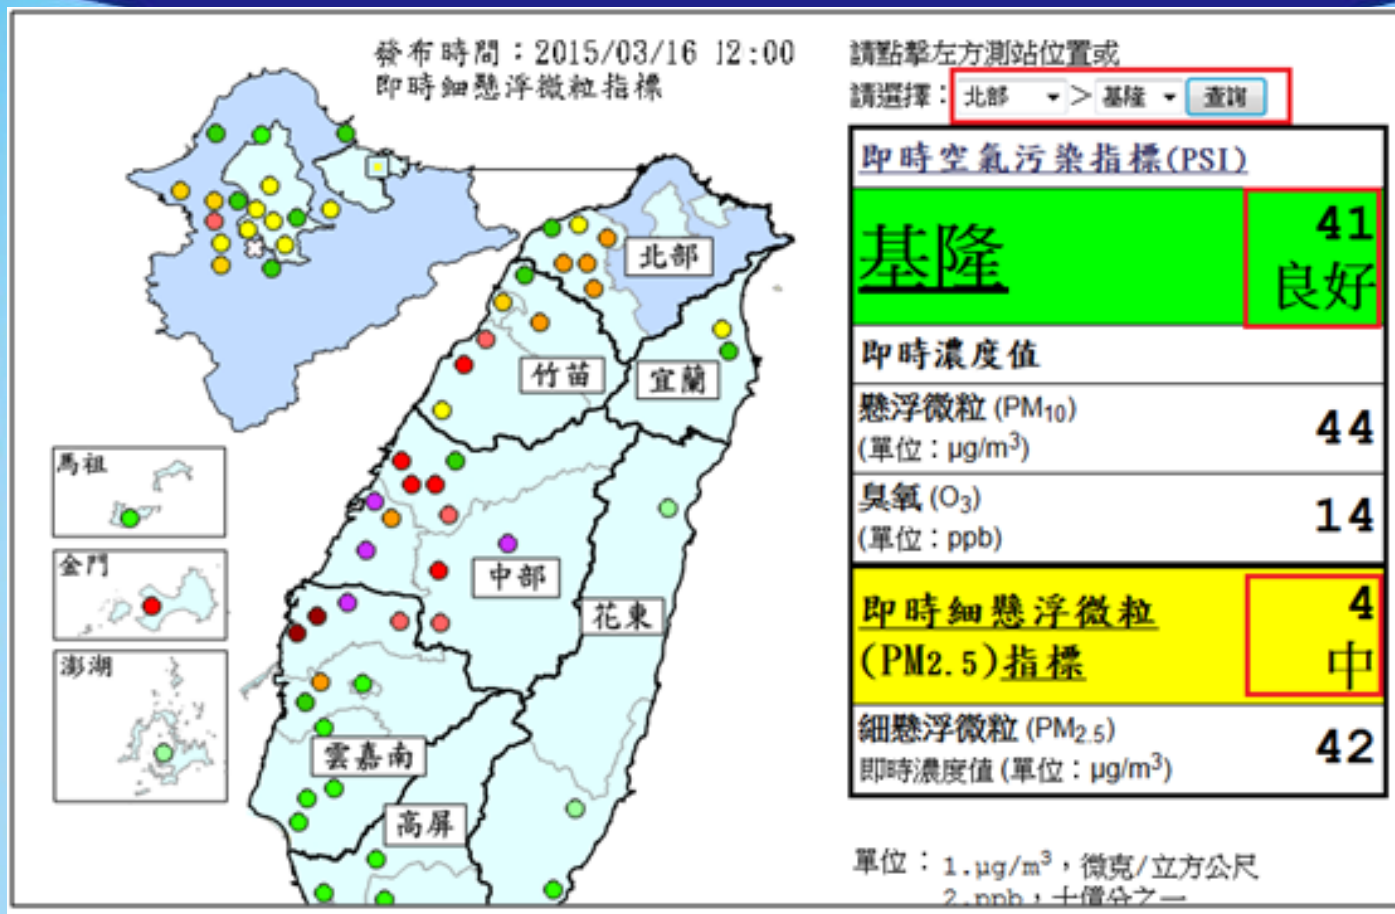 發布時間：2015/03/16 12:00
即時細懸浮微粒指標
請點擊左方測站位置或
請選擇：北部 > 基隆 查詢
即時空氣污染指標(PSI)
基隆 41
良好
即時濃度值
懸浮微粒 (PM10)
(單位：μg/m³) 44
臭氧 (O3)
(單位：ppb) 14
即時細懸浮微粒 4
(PM2.5)指標 中
細懸浮微粒 (PM2.5)
即時濃度值 (單位：μg/m³) 42
單位：1.μg/m³，微克/立方公尺
2.ppb，十億分之一
北部
竹苗
宜蘭
馬祖
金門
中部
花東
澎湖
雲嘉南
高屏